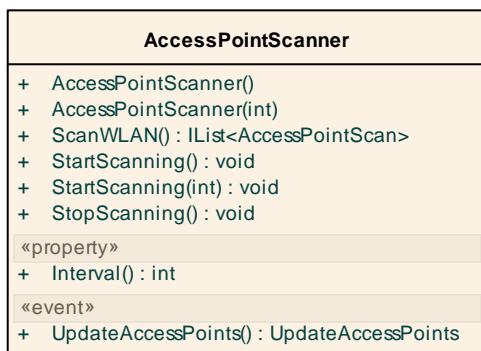 AccessPointScanner
+ AccessPointScanner()
+ AccessPointScanner(int)
+ ScanWLAN() : IList<AccessPointScan>
+ StartScanning() : void
+ StartScanning(int) : void
+ StopScanning() : void
«property»
+ Interval() : int
«event»
+ UpdateAccessPoints() : UpdateAccessPoints